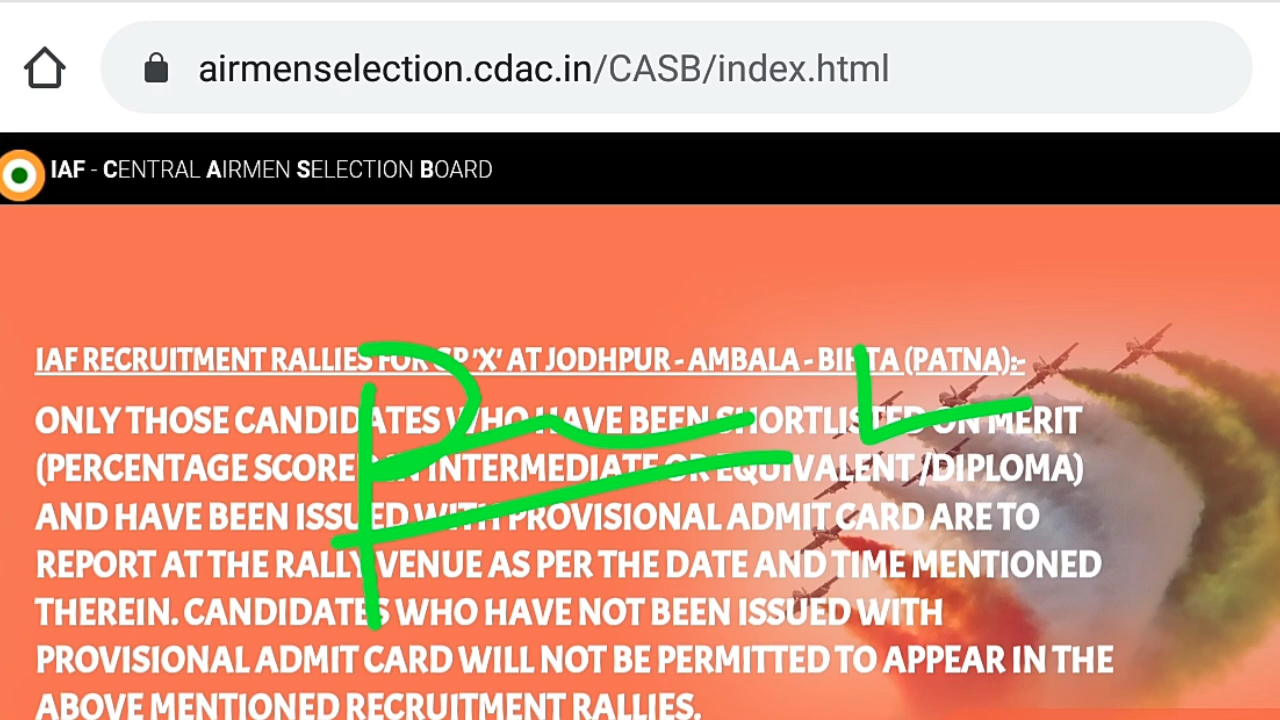 airmenselection.cdac.in/CASB/index.html
IAF - CENTRAL AIRMEN SELECTION BOARD
IAF RECRUITMENT RALLIES FOR GP 'X' AT JODHPUR - AMBALA - BIHTA (PATNA):-
ONLY THOSE CANDIDATES WHO HAVE BEEN SHORTLISTED ON MERIT
(PERCENTAGE SCORED IN INTERMEDIATE OR EQUIVALENT /DIPLOMA)
AND HAVE BEEN ISSUED WITH PROVISIONAL ADMIT CARD ARE TO
REPORT AT THE RALLY VENUE AS PER THE DATE AND TIME MENTIONED
THEREIN. CANDIDATES WHO HAVE NOT BEEN ISSUED WITH
PROVISIONAL ADMIT CARD WILL NOT BE PERMITTED TO APPEAR IN THE
ABOVE MENTIONED RECRUITMENT RALLIES.